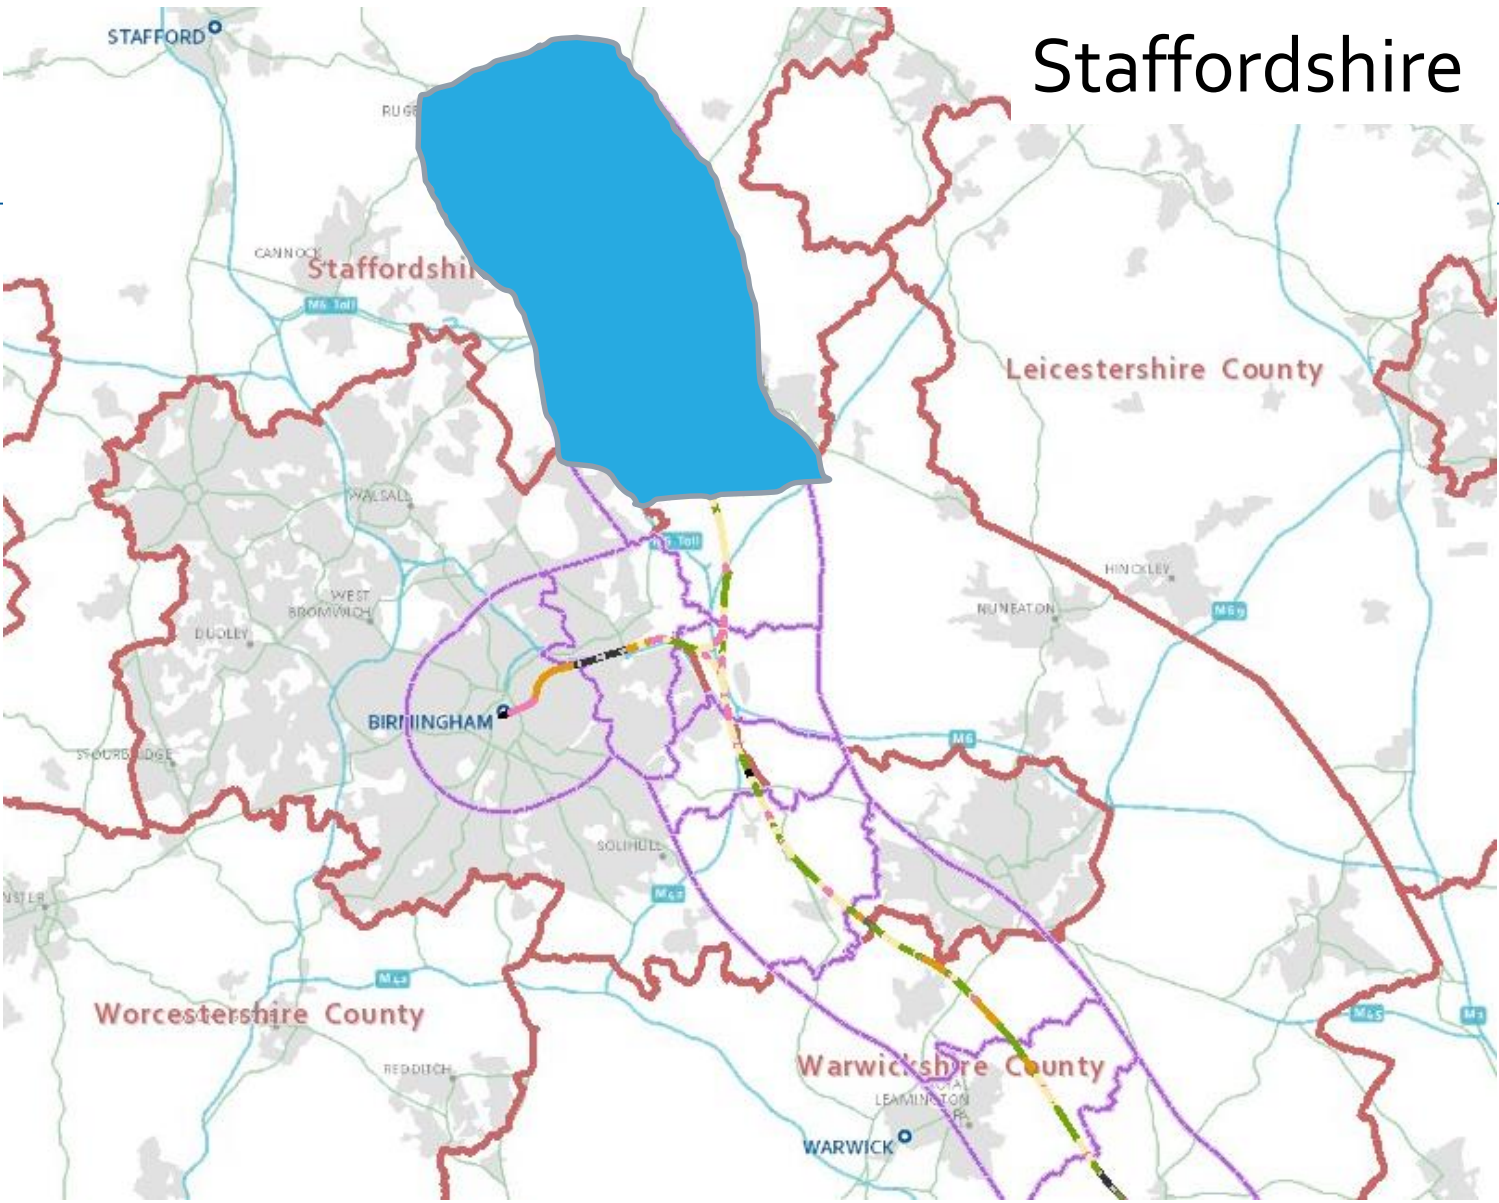 Staffordshire
STAFFORD
RUGE
CANNOCK
Staffordshi
M6 Toll
Leicestershire County
WALSALL
M6 Toll
WEST
BROMWICH
DUDLEY
HINCKLEY
NUNEATON
M69
BIRMINGHAM
STOURBRIDGE
M6
SOLIHULL
M42
NSTER
M42
Worcestershire County
M45
M1
REDDITCH
Warwickshire County
LEAMINGTON
WARWICK